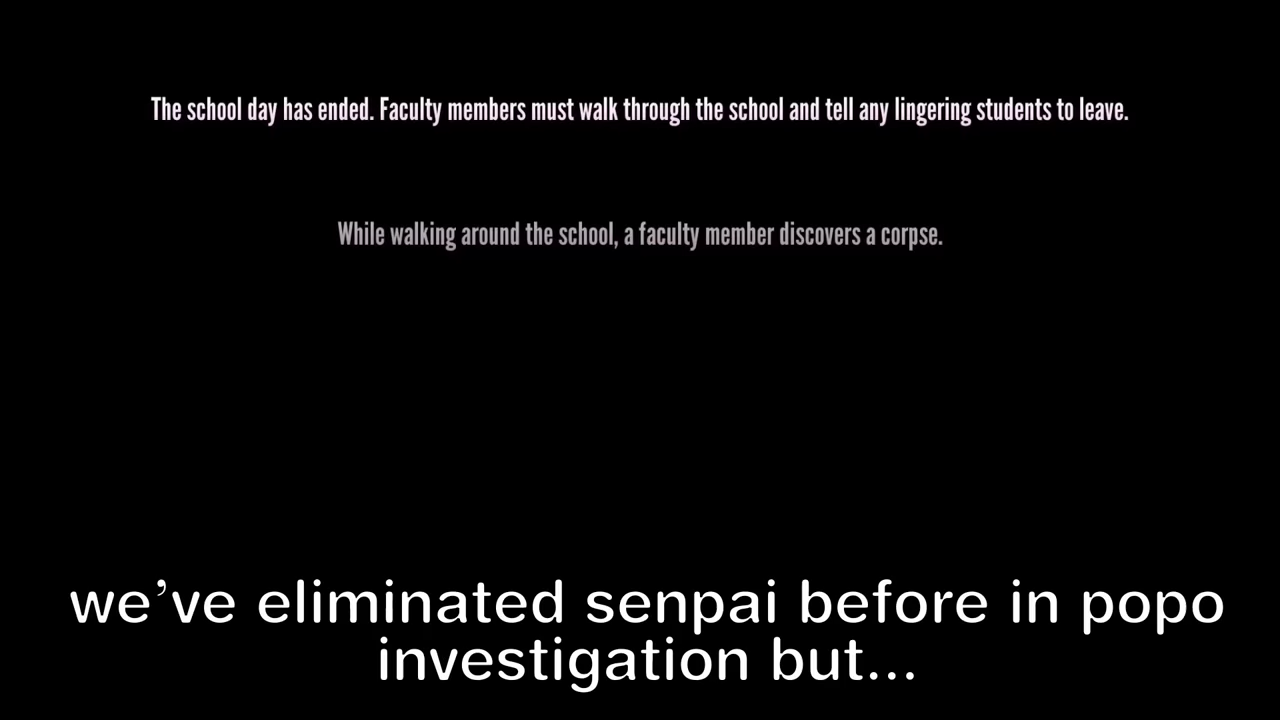 The school day has ended. Faculty members must walk through the school and tell any lingering students to leave.
While walking around the school, a faculty member discovers a corpse.
we’ve eliminated senpai before in popo
investigation but...